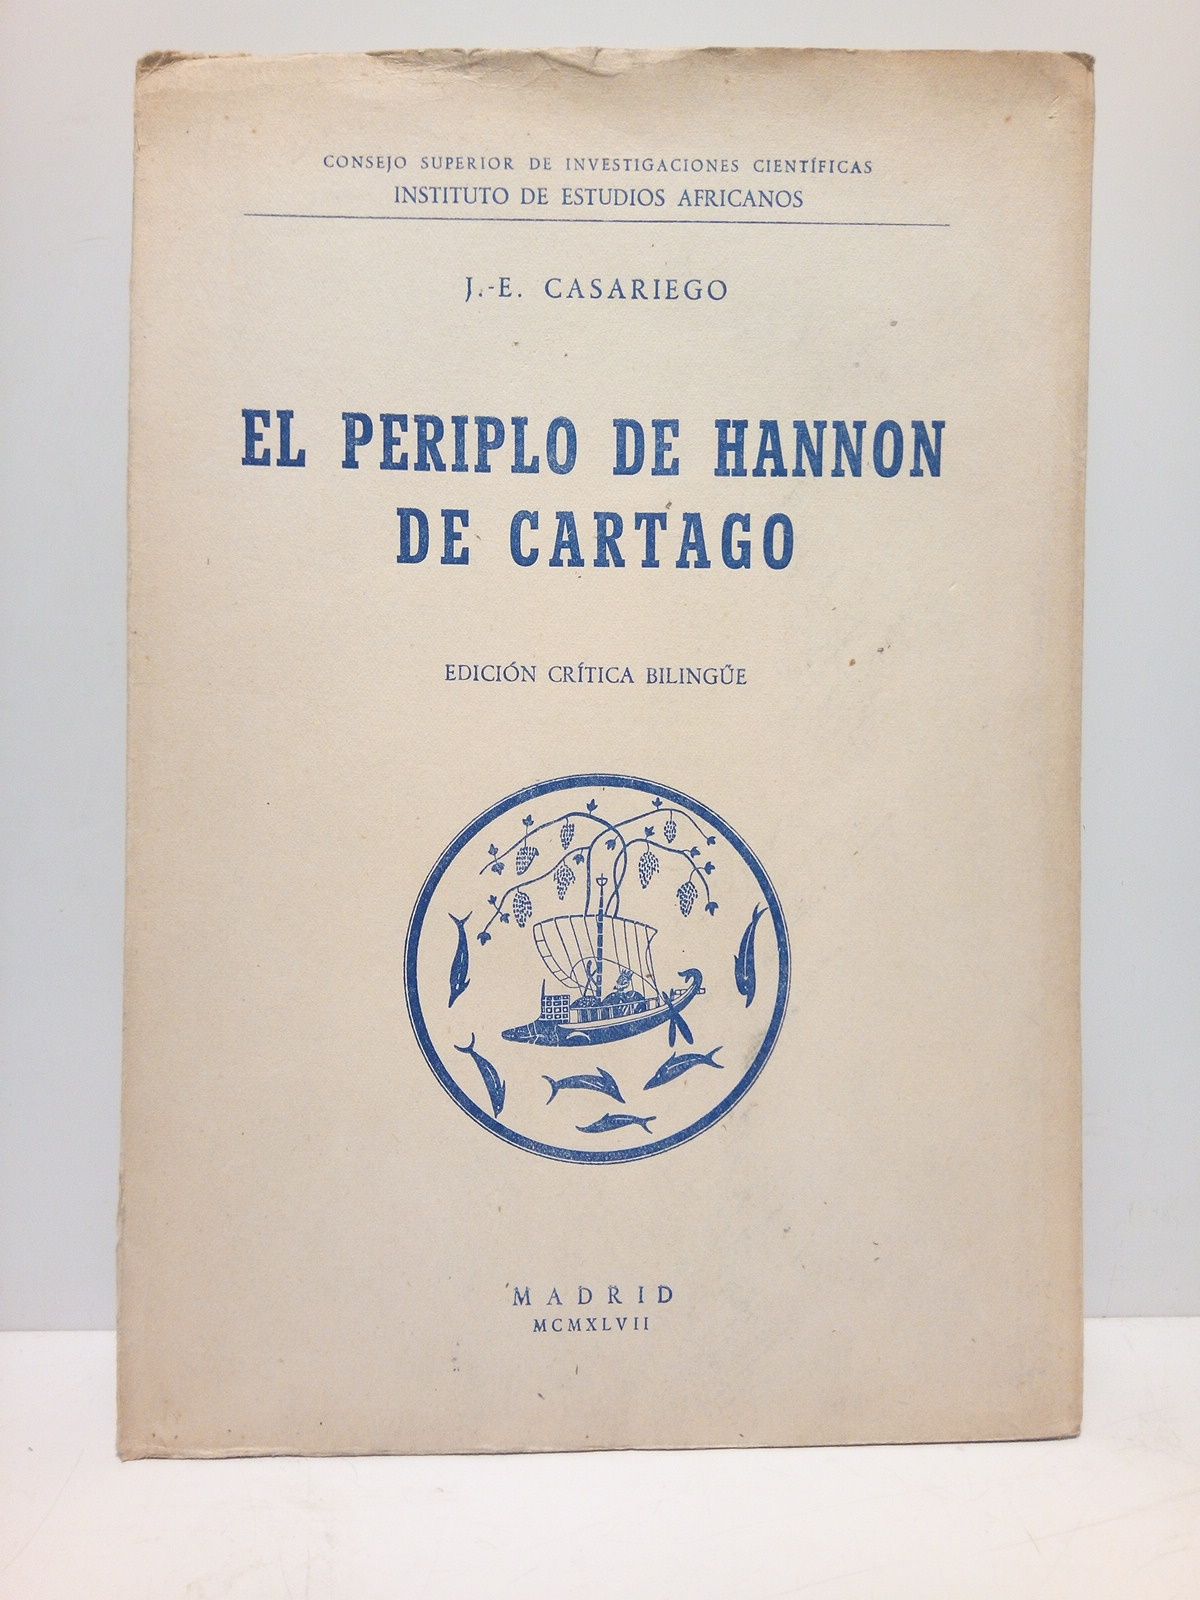 CONSEJO SUPERIOR DE INVESTIGACIONES CIENTÍFICAS
INSTITUTO DE ESTUDIOS AFRICANOS
J.-E. CASARIEGO
EL PERIPLO DE HANNON
DE CARTAGO
EDICIÓN CRÍTICA BILINGÜE
MADRID
MCMXLVII